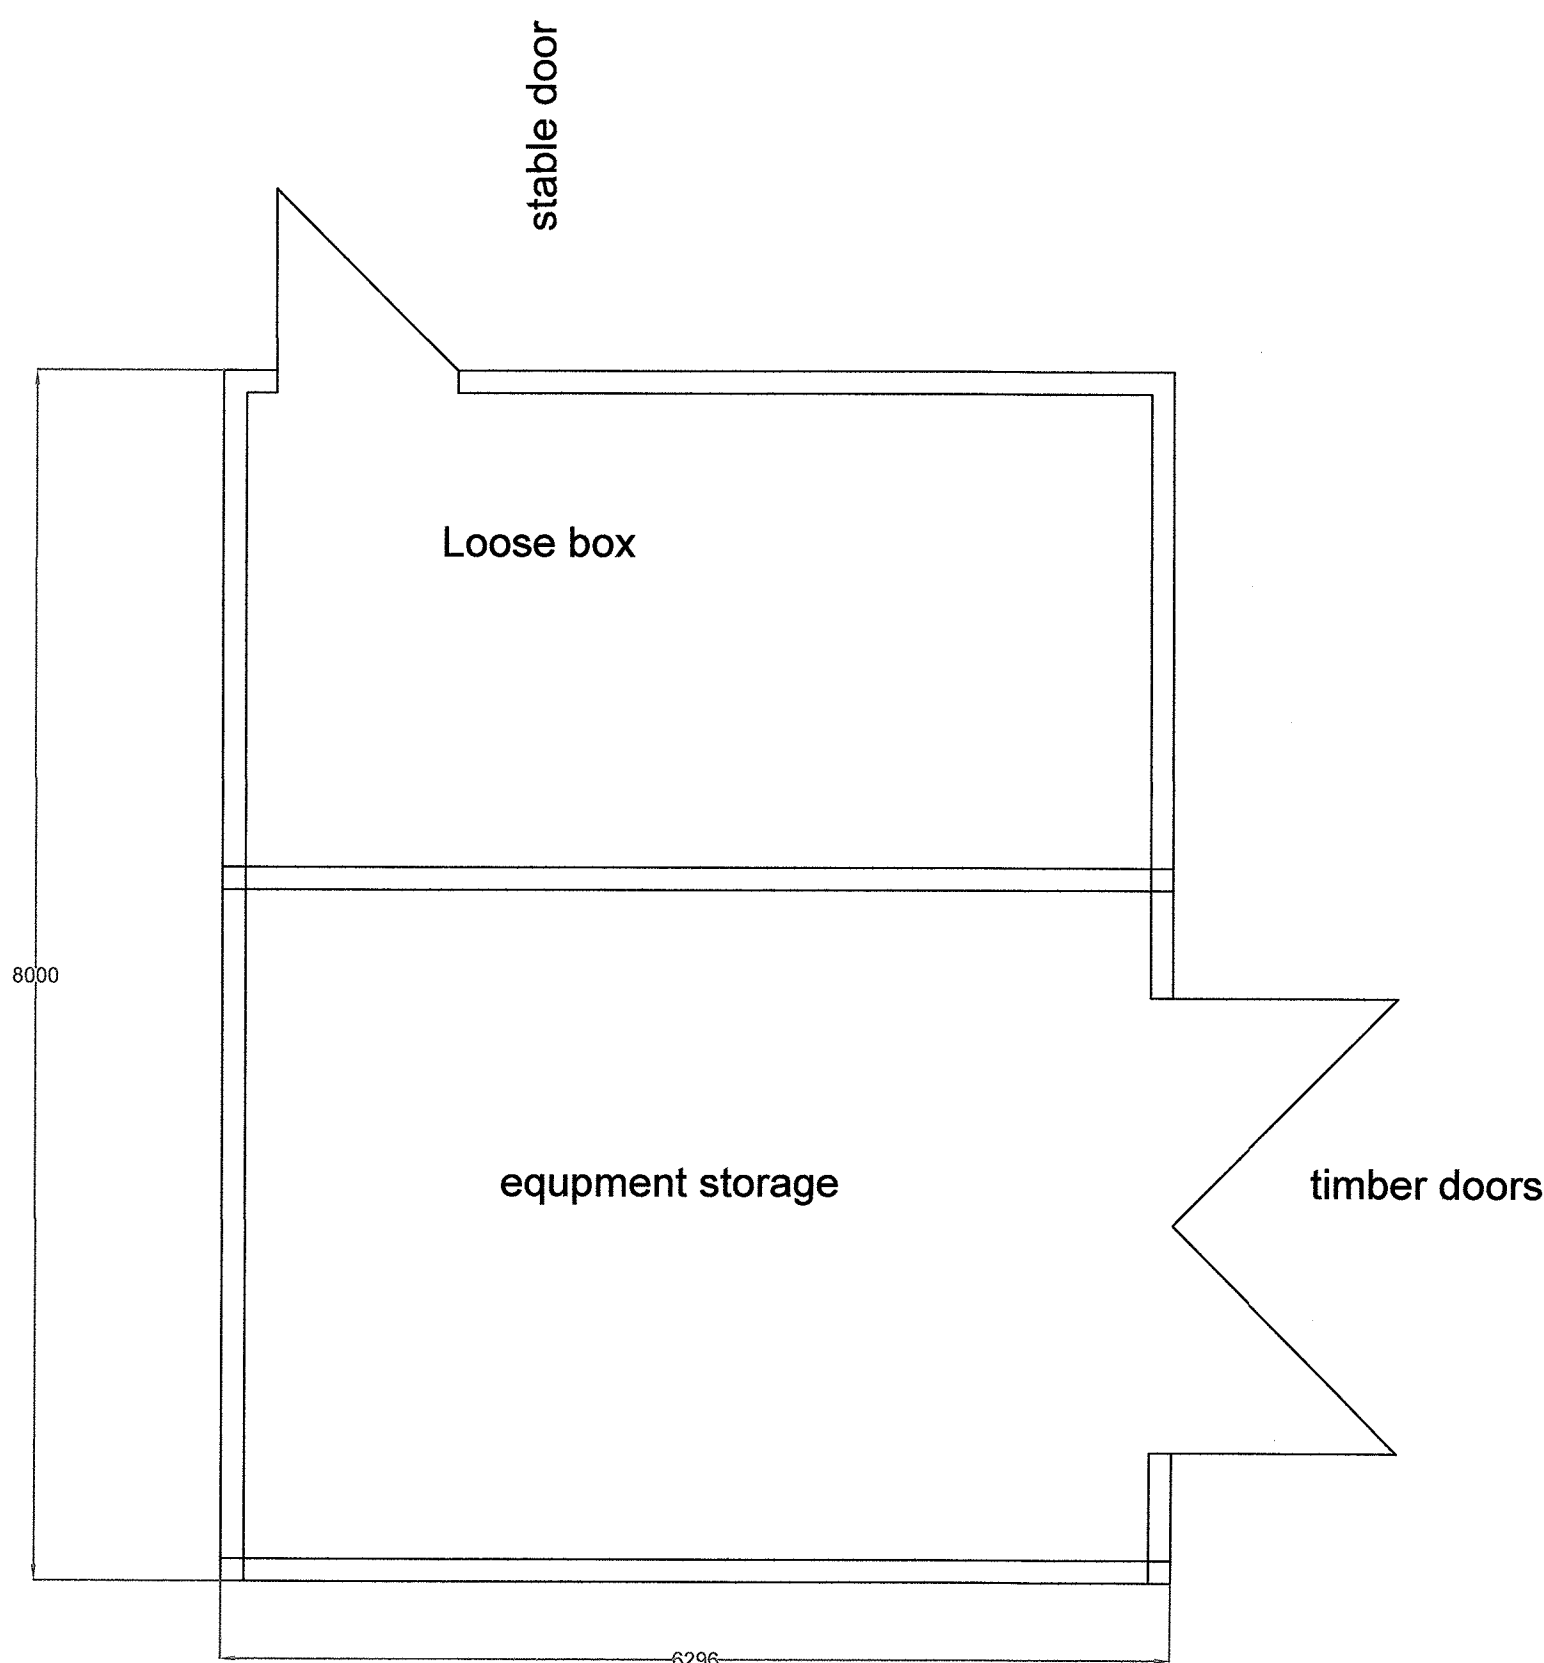 stable door
Loose box
8000
equpment storage
timber doors
6296